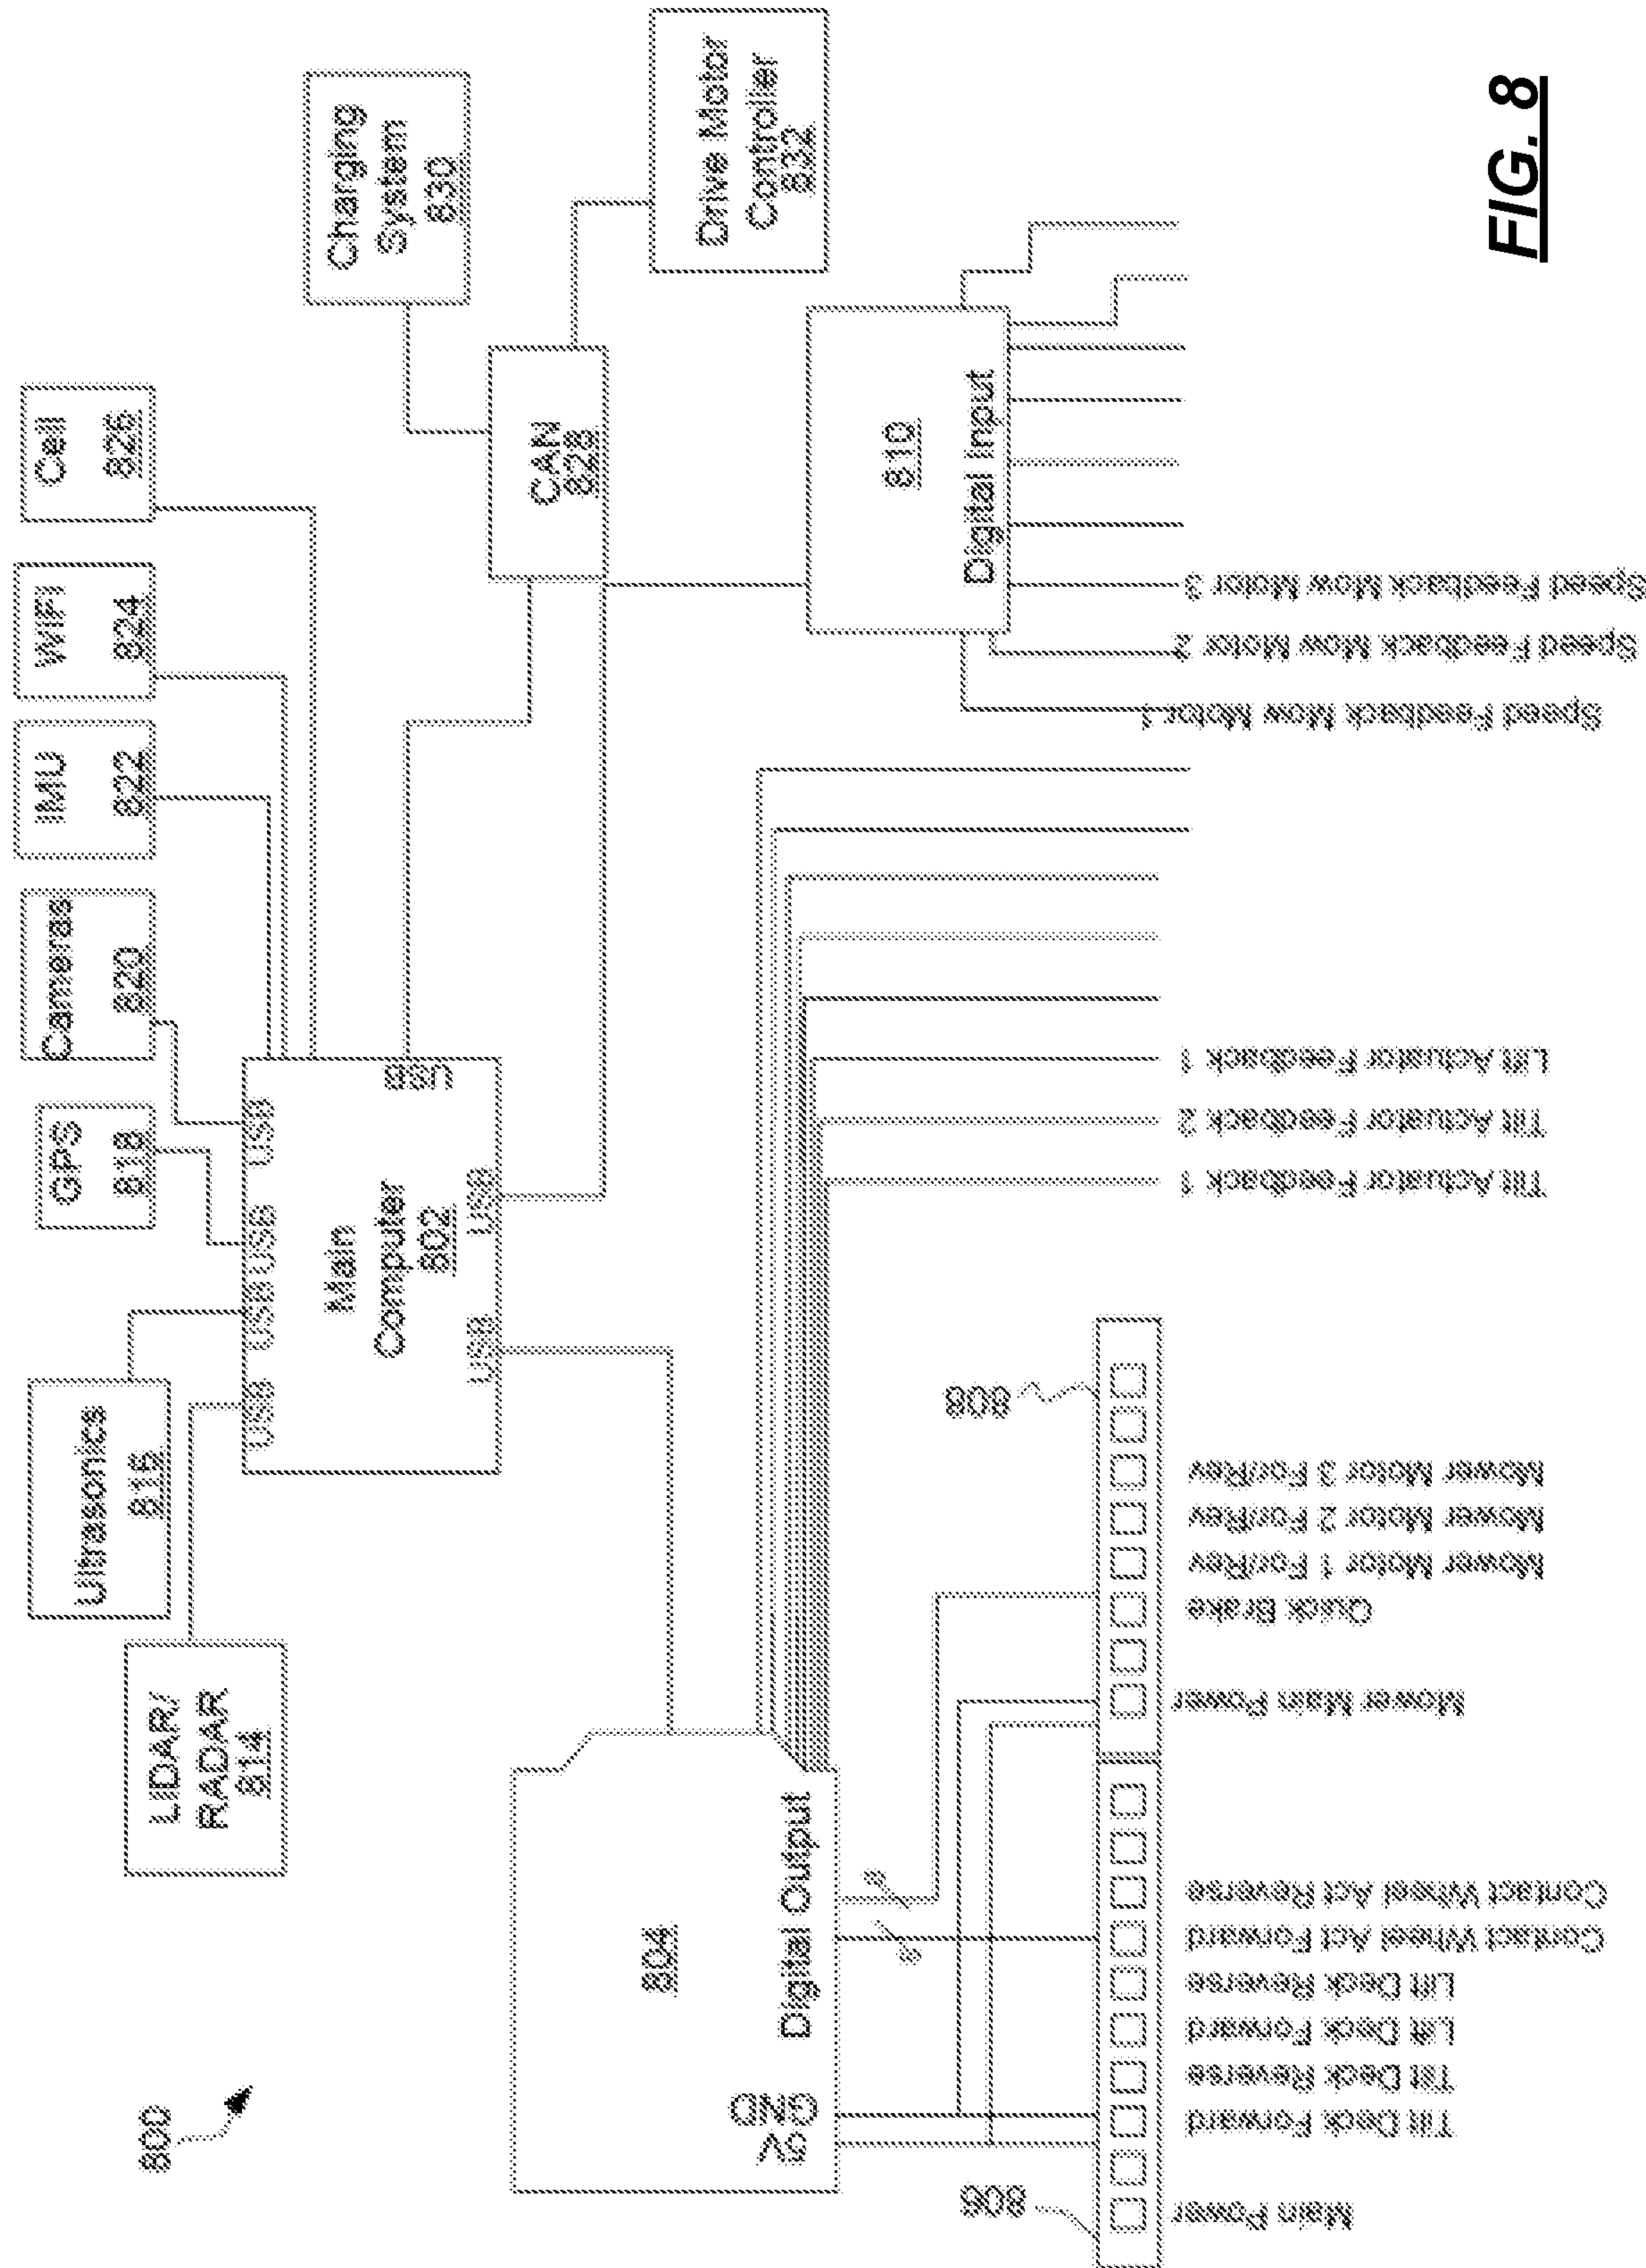 800
LIDAR/
RADAR
814
Ultrasonics
816
GPS
818
Cameras
820
IMU
822
WIFI
824
Cell
826
USB
USB
USB
USB
USB
USB
USB
Main
Computer
802
Charging
System
830
CAN
828
Drive Motor
Controller
832
804
Digital Output
5V
GND
8
8
810
Digital Input
806
808
Main Power
Tilt Deck Forward
Tilt Deck Reverse
Lift Deck Forward
Lift Deck Reverse
Contact Wheel Act Forward
Contact Wheel Act Reverse
Mower Main Power
Quick Brake
Mower Motor 1 For/Rev
Mower Motor 2 For/Rev
Mower Motor 3 For/Rev
Tilt Actuator Feedback 1
Tilt Actuator Feedback 2
Lift Actuator Feedback 1
Speed Feedback Mow Motor 1
Speed Feedback Mow Motor 2
Speed Feedback Mow Motor 3
FIG. 8